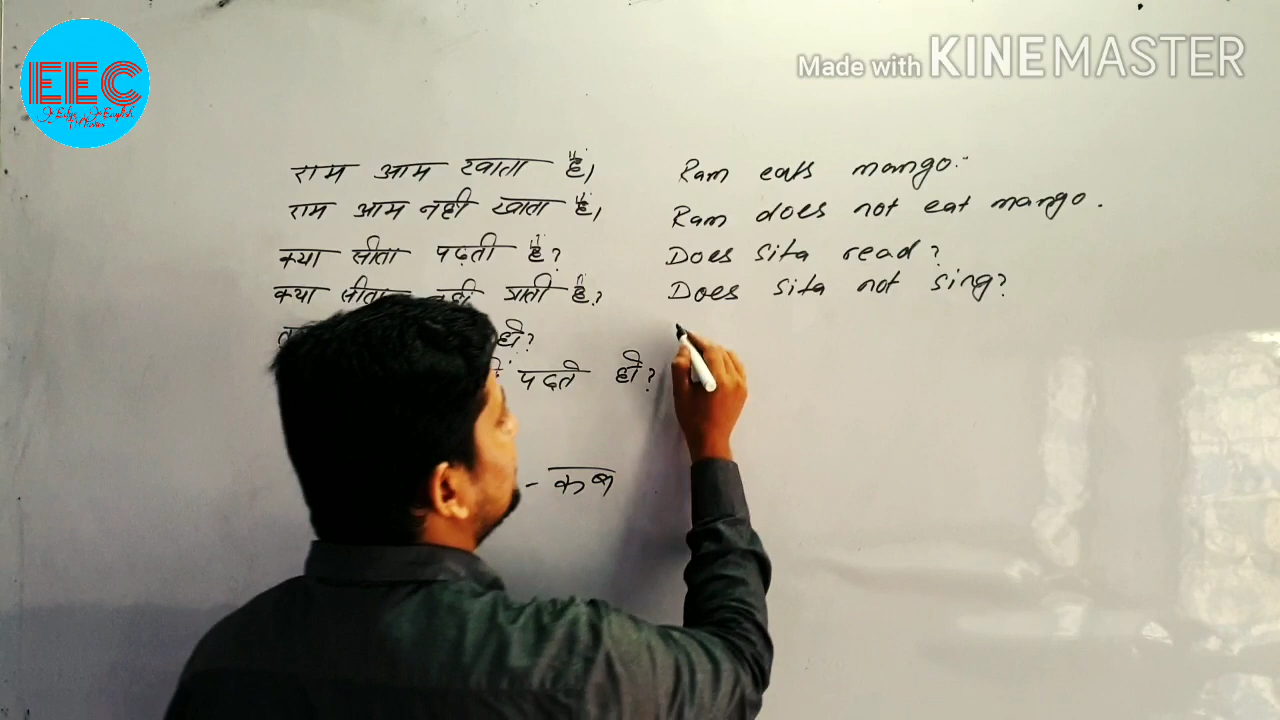 EEC
Made with KINEMASTER
राम आम खाता है। Ram eats mango.
राम आम नही खाता है। Ram does not eat mango.
क्या सीता पढ़ती है? Does Sita read?
क्या सीता नहीं गाती है? Does Sita not sing?
हो?
पढ़ते हो?
- कब